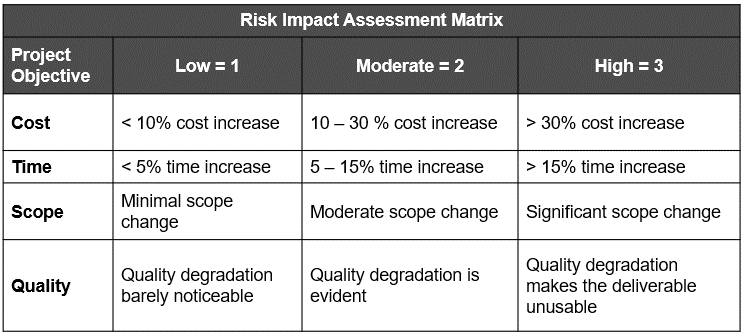 Risk Impact Assessment Matrix
Project
Objective
Low = 1
Moderate = 2
High = 3
Cost
< 10% cost increase
10 – 30 % cost increase
> 30% cost increase
Time
< 5% time increase
5 – 15% time increase
> 15% time increase
Scope
Minimal scope
change
Moderate scope change
Significant scope change
Quality
Quality degradation
barely noticeable
Quality degradation is
evident
Quality degradation
makes the deliverable
unusable